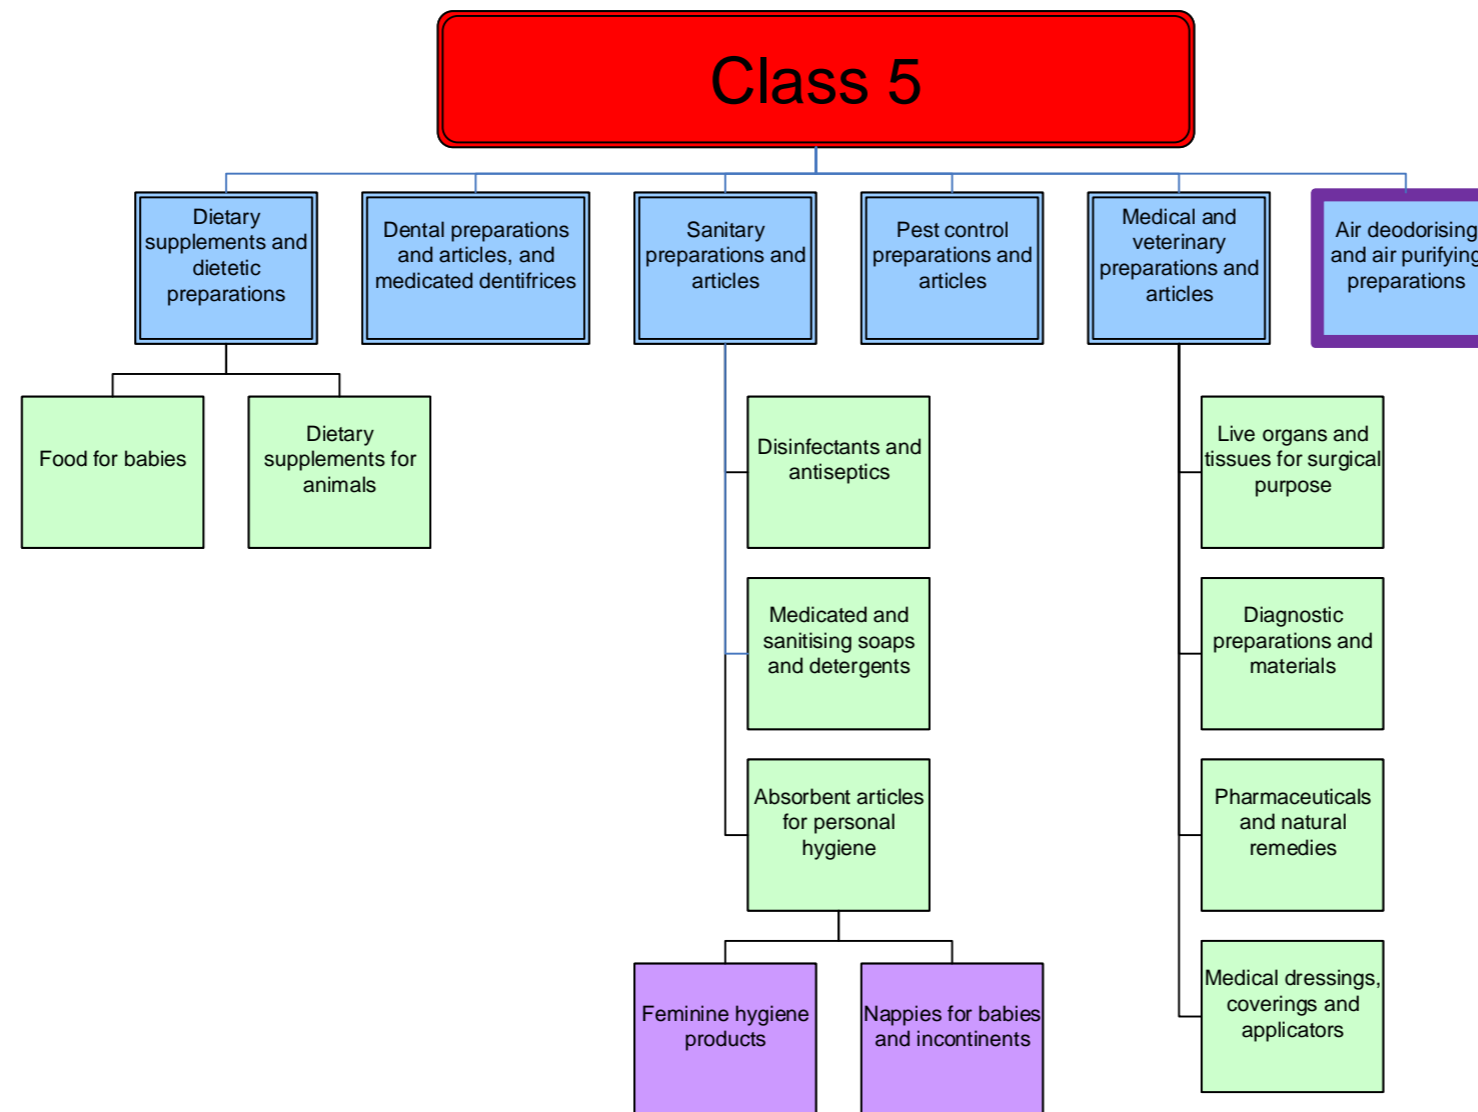 Class 5
Dietary
supplements and
dietetic
preparations
Dental preparations
and articles, and
medicated dentifrices
Sanitary
preparations and
articles
Pest control
preparations and
articles
Medical and
veterinary
preparations and
articles
Air deodorising
and air purifying
preparations
Food for babies
Dietary
supplements for
animals
Disinfectants and
antiseptics
Live organs and
tissues for surgical
purpose
Medicated and
sanitising soaps
and detergents
Diagnostic
preparations and
materials
Absorbent articles
for personal
hygiene
Pharmaceuticals
and natural
remedies
Feminine hygiene
products
Nappies for babies
and incontinents
Medical dressings,
coverings and
applicators